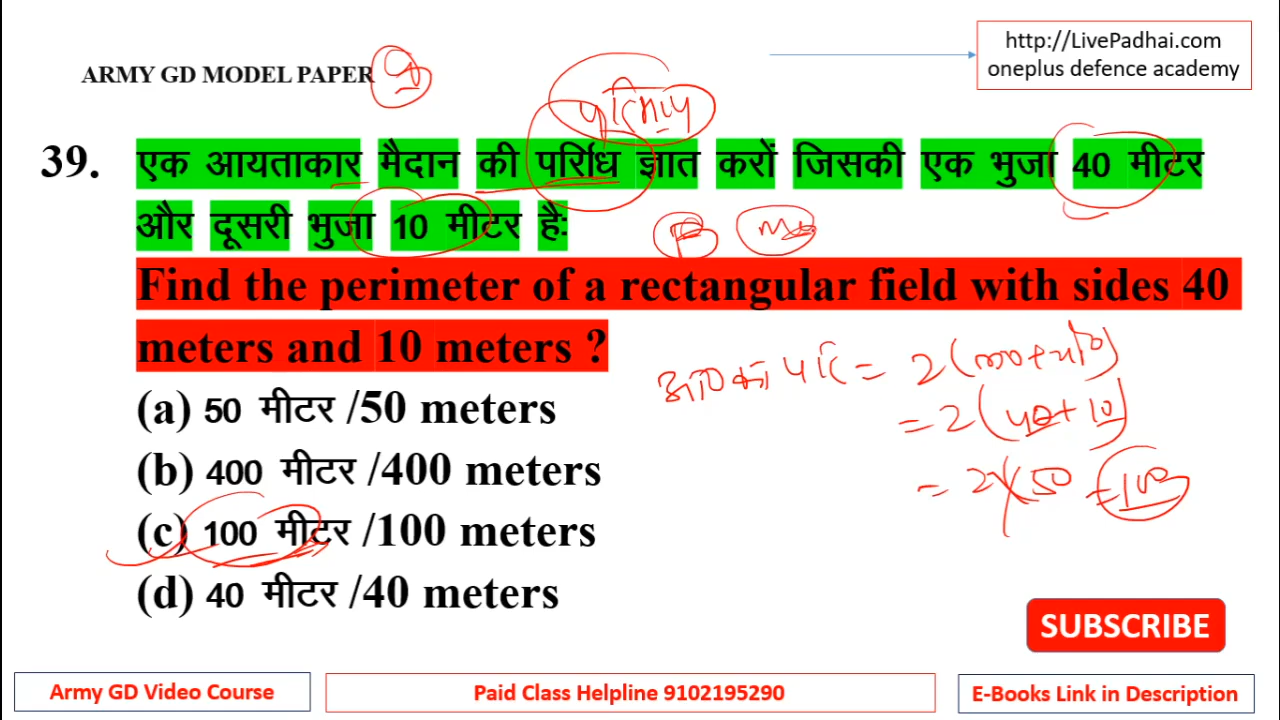 http://LivePadhai.com
oneplus defence academy
ARMY GD MODEL PAPER
परिमाप
39. एक आयताकार मैदान की परिधि ज्ञात करों जिसकी एक भुजा 40 मीटर
और दूसरी भुजा 10 मीटर है:
Find the perimeter of a rectangular field with sides 40
meters and 10 meters ?
= 2(
(a) 50 मीटर /50 meters
= 2(40+10)
(b) 400 मीटर /400 meters
= 2×50 = 100
(c) 100 मीटर /100 meters
(d) 40 मीटर /40 meters
SUBSCRIBE
Army GD Video Course
Paid Class Helpline 9102195290
E-Books Link in Description